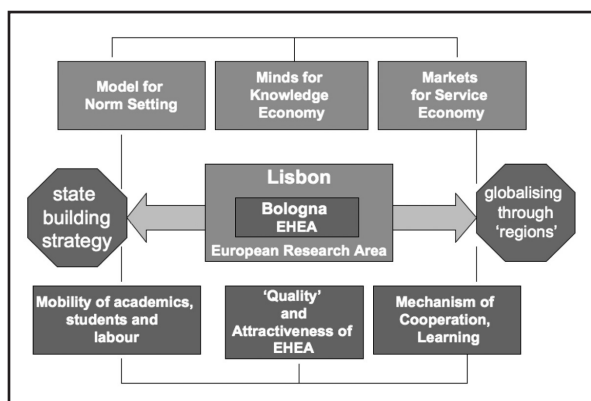 Model for
Norm Setting
Minds for
Knowledge
Economy
Markets
for Service
Economy
state
building
strategy
Lisbon
Bologna
EHEA
European Research Area
globalising
through
‘regions’
Mobility of academics,
students and
labour
‘Quality’
and
Attractiveness of
EHEA
Mechanism of
Cooperation,
Learning